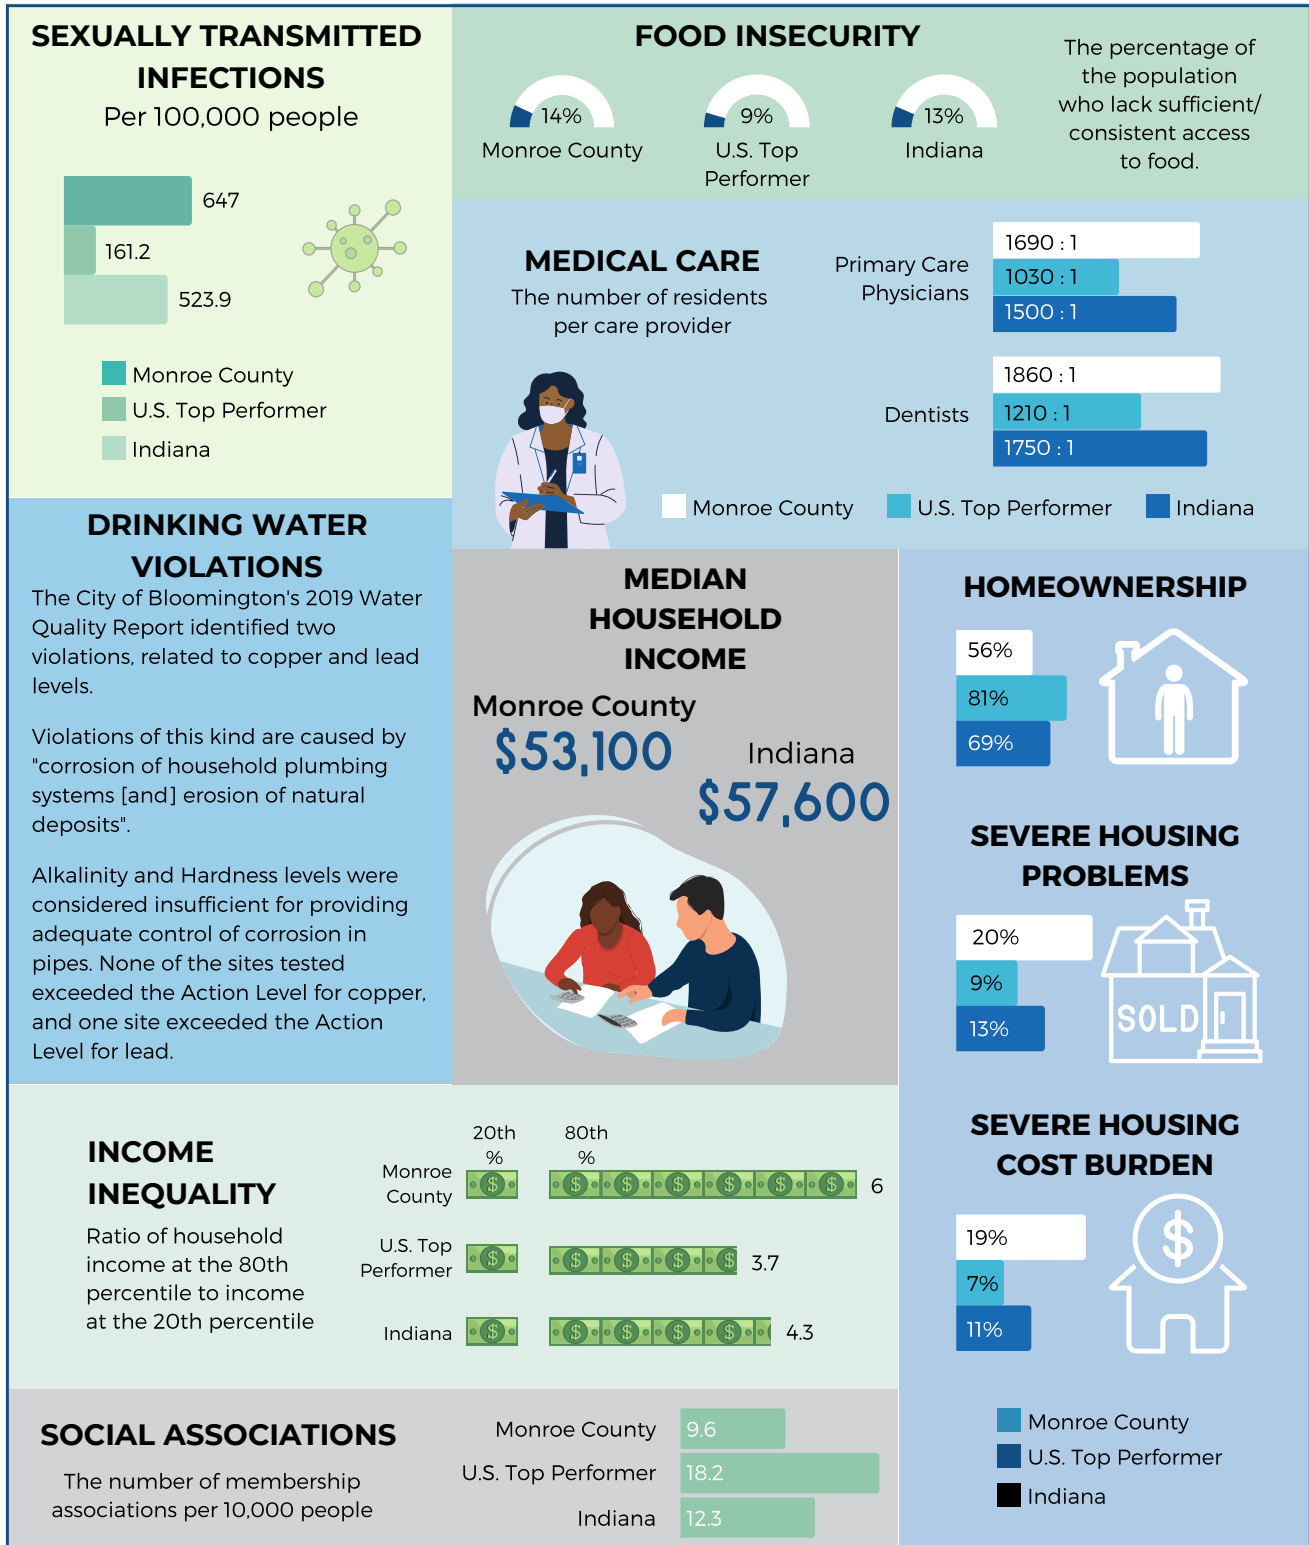 SEXUALLY TRANSMITTED
INFECTIONS
Per 100,000 people
647
161.2
523.9
Monroe County
U.S. Top Performer
Indiana
FOOD INSECURITY
14%
Monroe County
9%
U.S. Top
Performer
13%
Indiana
The percentage of
the population
who lack sufficient/
consistent access
to food.
MEDICAL CARE
The number of residents
per care provider
Primary Care
Physicians
1690 : 1
1030 : 1
1500 : 1
Dentists
1860 : 1
1210 : 1
1750 : 1
Monroe County
U.S. Top Performer
Indiana
DRINKING WATER
VIOLATIONS
The City of Bloomington's 2019 Water
Quality Report identified two
violations, related to copper and lead
levels.
Violations of this kind are caused by
"corrosion of household plumbing
systems [and] erosion of natural
deposits".
Alkalinity and Hardness levels were
considered insufficient for providing
adequate control of corrosion in
pipes. None of the sites tested
exceeded the Action Level for copper,
and one site exceeded the Action
Level for lead.
MEDIAN
HOUSEHOLD
INCOME
Monroe County
$53,100
Indiana
$57,600
HOMEOWNERSHIP
56%
81%
69%
SEVERE HOUSING
PROBLEMS
20%
9%
13%
SOLD
SEVERE HOUSING
COST BURDEN
19%
7%
11%
$
Monroe County
U.S. Top Performer
Indiana
INCOME
INEQUALITY
Ratio of household
income at the 80th
percentile to income
at the 20th percentile
20th
%
80th
%
Monroe
County
$ $ $ $ $ $ $
6
U.S. Top
Performer
$ $ $ $ $
3.7
Indiana
$ $ $ $ $
4.3
SOCIAL ASSOCIATIONS
The number of membership
associations per 10,000 people
Monroe County
9.6
U.S. Top Performer
18.2
Indiana
12.3